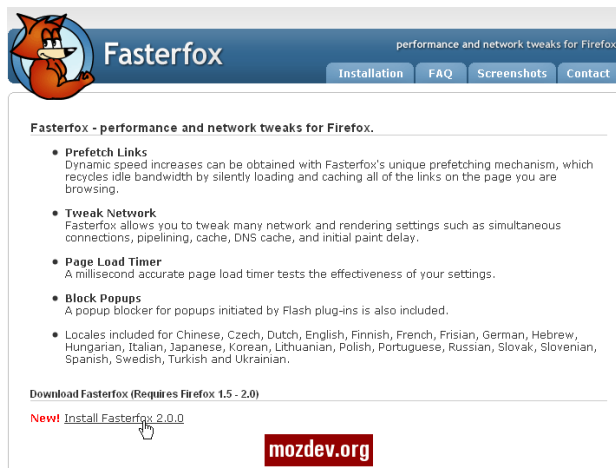 Fasterfox
performance and network tweaks for Firefox
Installation FAQ Screenshots Contact
Fasterfox - performance and network tweaks for Firefox.
Prefetch Links
Dynamic speed increases can be obtained with Fasterfox's unique prefetching mechanism, which
recycles idle bandwidth by silently loading and caching all of the links on the page you are
browsing.
Tweak Network
Fasterfox allows you to tweak many network and rendering settings such as simultaneous
connections, pipelining, cache, DNS cache, and initial paint delay.
Page Load Timer
A millisecond accurate page load timer tests the effectiveness of your settings.
Block Popups
A popup blocker for popups initiated by Flash plug-ins is also included.
Locales included for Chinese, Czech, Dutch, English, Finnish, French, Frisian, German, Hebrew,
Hungarian, Italian, Japanese, Korean, Lithuanian, Polish, Portuguese, Russian, Slovak, Slovenian,
Spanish, Swedish, Turkish and Ukrainian.
Download Fasterfox (Requires Firefox 1.5 - 2.0)
New! Install Fasterfox 2.0.0
mozdev.org